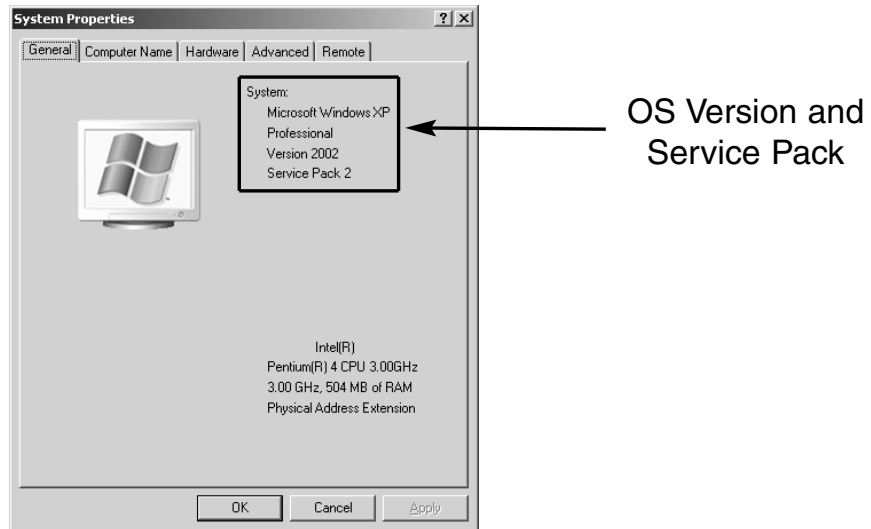 System Properties
? ×
General Computer Name Hardware Advanced Remote
System:
Microsoft Windows XP
Professional
Version 2002
Service Pack 2
OS Version and
Service Pack
Intel(R)
Pentium(R) 4 CPU 3.00GHz
3.00 GHz, 504 MB of RAM
Physical Address Extension
OK Cancel Apply